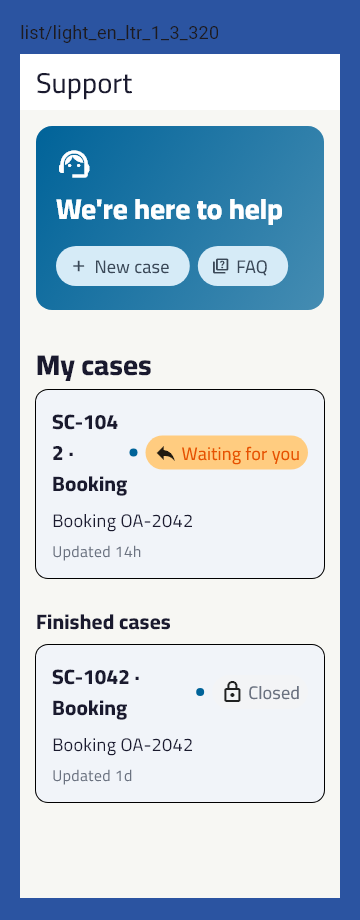 list/light_en_ltr_1_3_320
Support
We're here to help
New case
FAQ
My cases
SC-104
2 ·
Booking
Waiting for you
Booking OA-2042
Updated 14h
Finished cases
SC-1042 ·
Booking
Closed
Booking OA-2042
Updated 1d